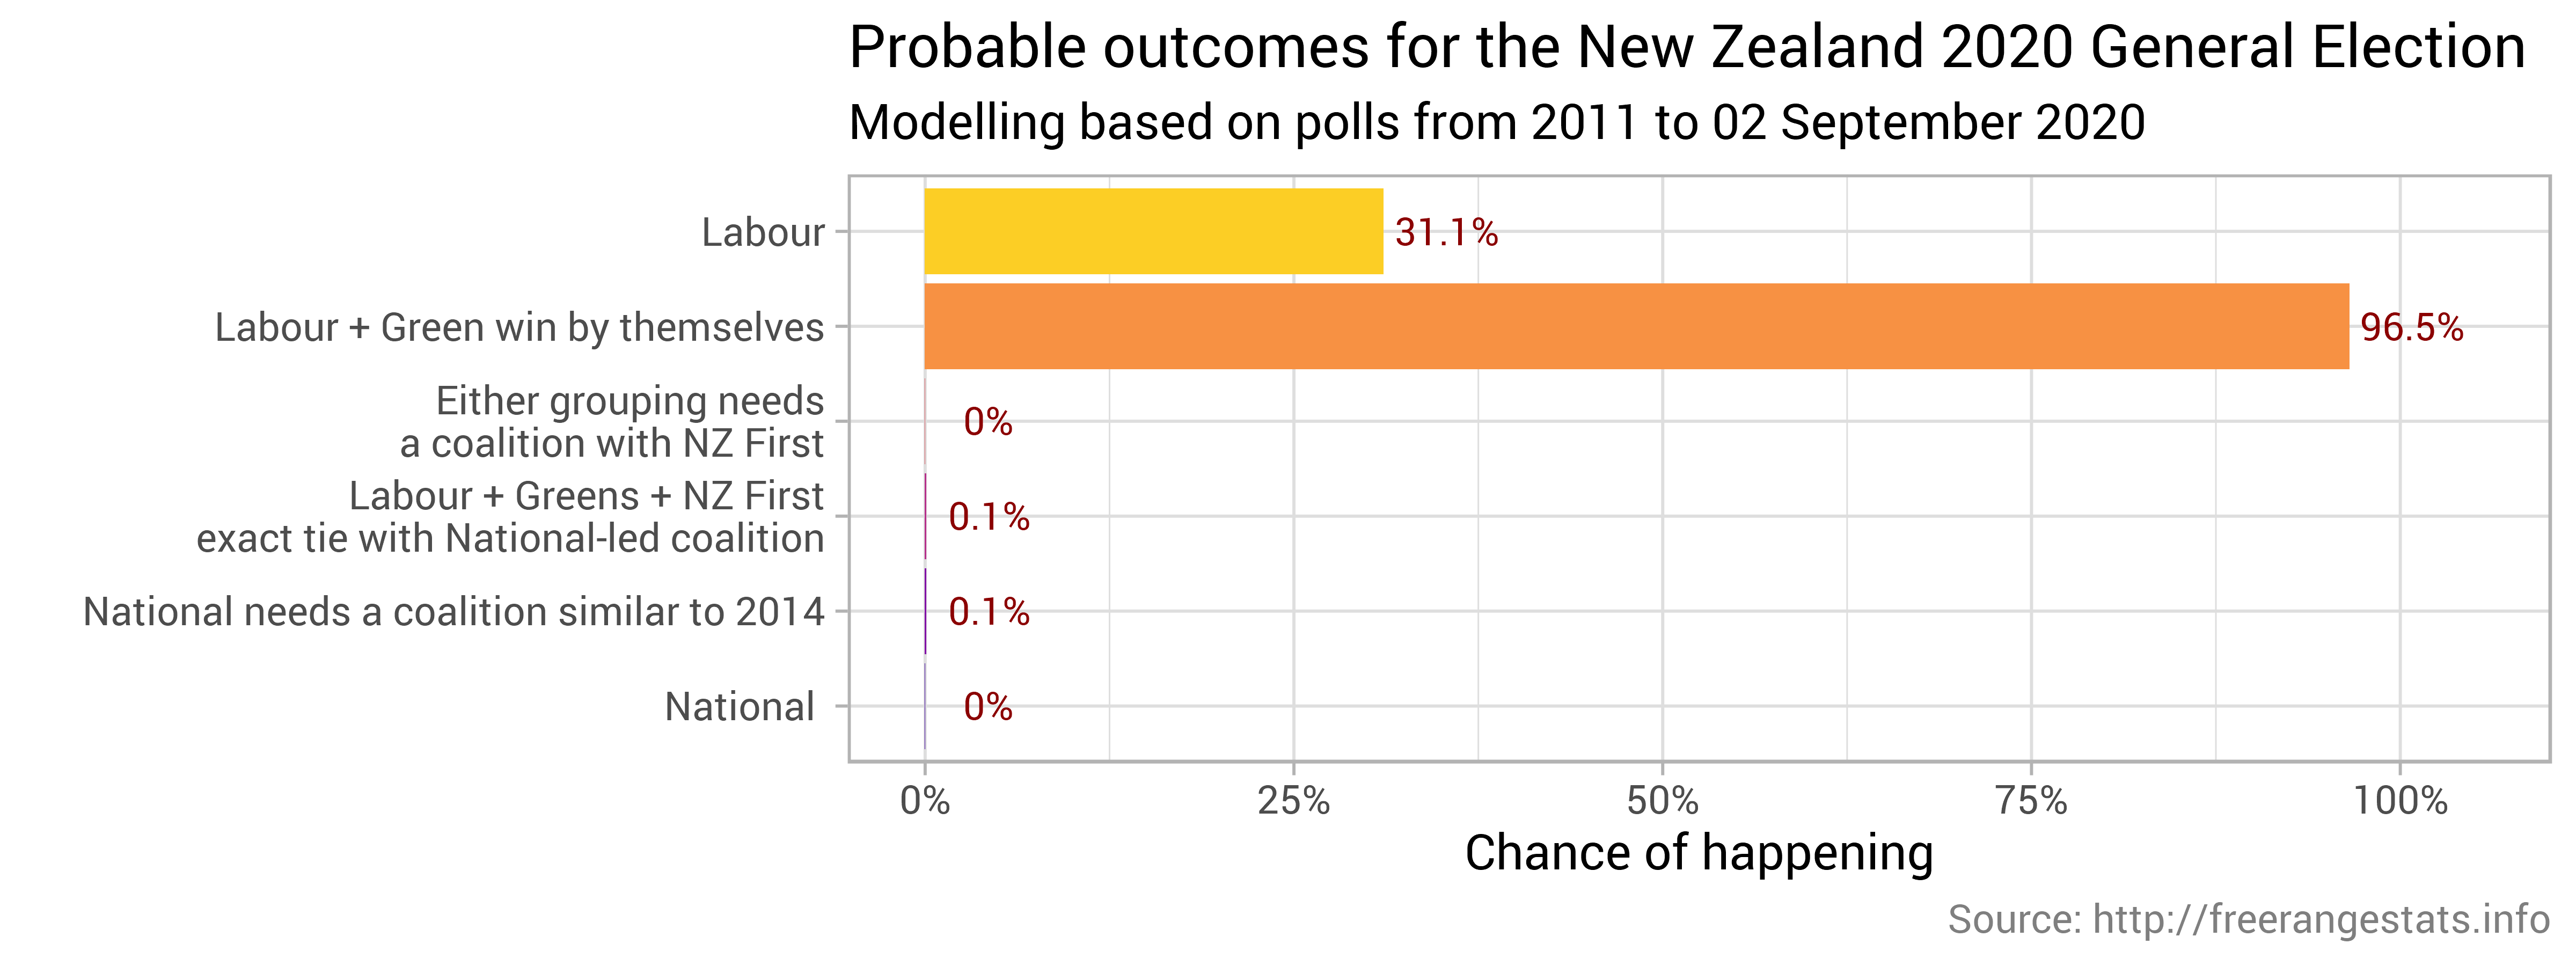 Probable outcomes for the New Zealand 2020 General Election
Modelling based on polls from 2011 to 02 September 2020
Labour
31.1%
Labour + Green win by themselves
96.5%
Either grouping needs
a coalition with NZ First
0%
Labour + Greens + NZ First
exact tie with National-led coalition
0.1%
National needs a coalition similar to 2014
0.1%
National
0%
0%
25%
50%
75%
100%
Chance of happening
Source: http://freerangestats.info